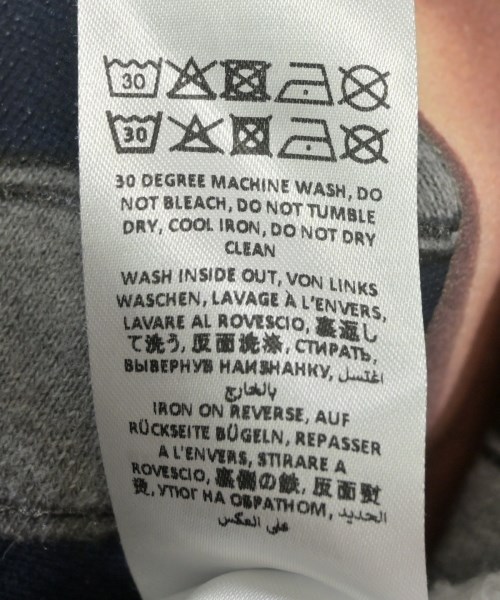 30
30
30 DEGREE MACHINE WASH, DO
NOT BLEACH, DO NOT TUMBLE
DRY, COOL IRON, DO NOT DRY
CLEAN
WASH INSIDE OUT, VON LINKS
WASCHEN, LAVAGE À L'ENVERS,
LAVARE AL ROVESCIO, 裏返し
て洗う, 反面洗涤, СТИРАТЬ,
ВЫВЕРНУВ НАИЗНАНКУ, اغتسل
بالخارج
IRON ON REVERSE, AUF
RÜCKSEITE BÜGELN, REPASSER
A L'ENVERS, STIRARE A
ROVESCIO, 裏側の鉄, 反面熨
烫, УТЮГ НА ОБРАТНОМ, الحديد
على العكس